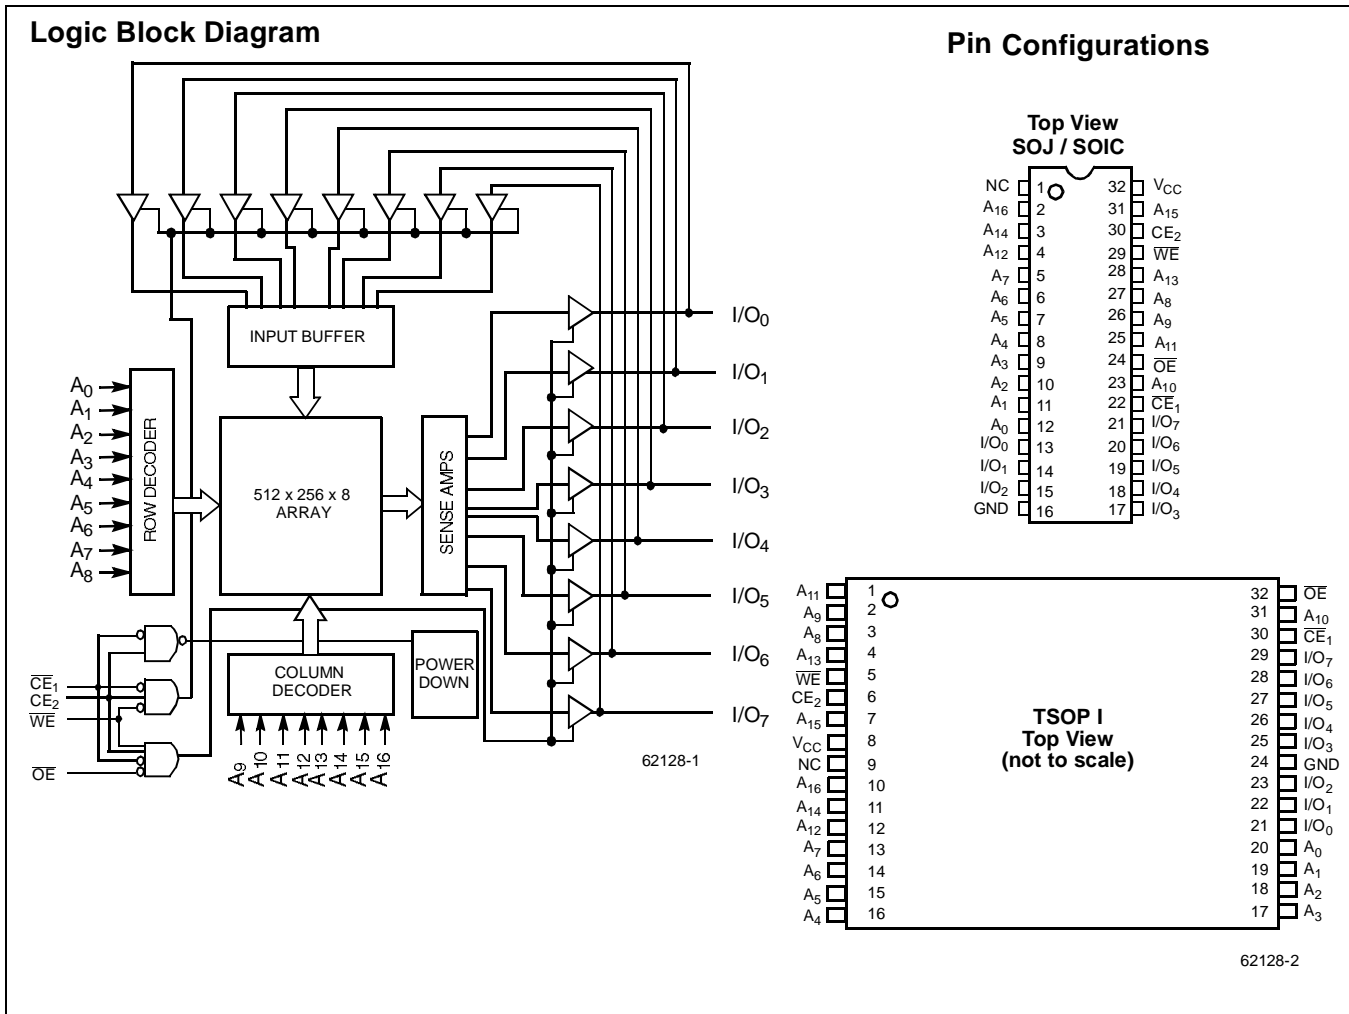 Logic Block Diagram
INPUT BUFFER
A0
A1
A2
A3
A4
A5
A6
A7
A8
ROW DECODER
512 x 256 x 8
ARRAY
SENSE AMPS
COLUMN
DECODER
POWER
DOWN
C̅E̅1
CE2
W̅E̅
O̅E̅
A9
A10
A11
A12
A13
A14
A15
A16
I/O0
I/O1
I/O2
I/O3
I/O4
I/O5
I/O6
I/O7
62128-1
Pin Configurations
Top View
SOJ / SOIC
NC 1 32 VCC
A16 2 31 A15
A14 3 30 CE2
A12 4 29 W̅E̅
A7 5 28 A13
A6 6 27 A8
A5 7 26 A9
A4 8 25 A11
A3 9 24 O̅E̅
A2 10 23 A10
A1 11 22 C̅E̅1
A0 12 21 I/O7
I/O0 13 20 I/O6
I/O1 14 19 I/O5
I/O2 15 18 I/O4
GND 16 17 I/O3
TSOP I
Top View
(not to scale)
A11 1 32 O̅E̅
A9 2 31 A10
A8 3 30 C̅E̅1
A13 4 29 I/O7
W̅E̅ 5 28 I/O6
CE2 6 27 I/O5
A15 7 26 I/O4
VCC 8 25 I/O3
NC 9 24 GND
A16 10 23 I/O2
A14 11 22 I/O1
A12 12 21 I/O0
A7 13 20 A0
A6 14 19 A1
A5 15 18 A2
A4 16 17 A3
62128-2